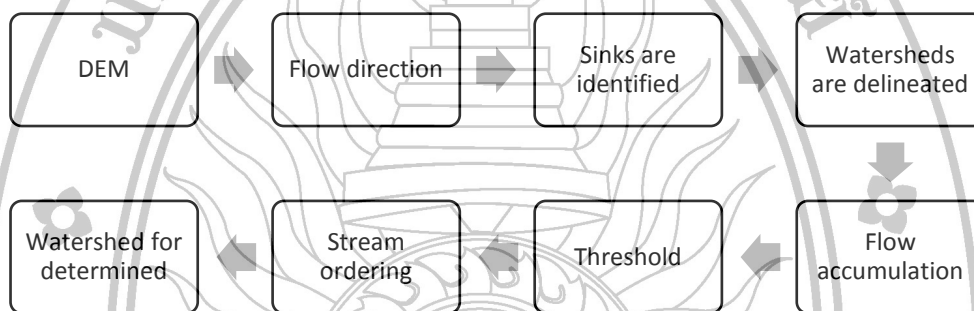 DEM
Flow direction
Sinks are
identified
Watersheds
are delineated
Flow
accumulation
Threshold
Stream
ordering
Watershed for
determined